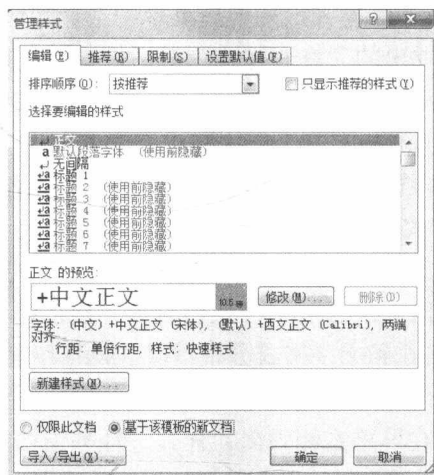 管理样式
编辑(E) 推荐(R) 限制(S) 设置默认值(F)
排序顺序(O): 按推荐 只显示推荐的样式(Y)
选择要编辑的样式
正文
a 默认段落字体 (使用前隐藏)
无间隔
a 标题 1
a 标题 2 (使用前隐藏)
a 标题 3 (使用前隐藏)
a 标题 4 (使用前隐藏)
a 标题 5 (使用前隐藏)
a 标题 6 (使用前隐藏)
a 标题 7 (使用前隐藏)
正文 的预览:
+中文正文 10.5 磅 修改(M)... 删除(D)
字体: (中文) +中文正文 (宋体), (默认) +西文正文 (Calibri), 两端
对齐
行距: 单倍行距, 样式: 快速样式
新建样式(N)...
仅限此文档 基于该模板的新文档
导入/导出(X)... 确定 取消